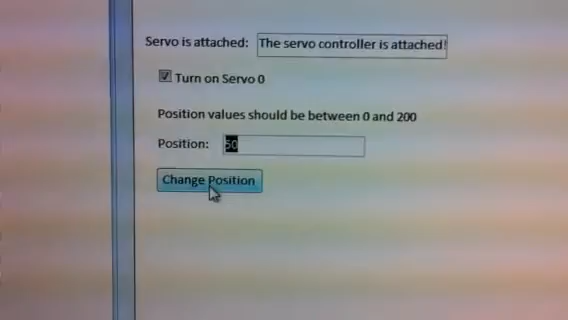 Servo is attached: The servo controller is attached!
Turn on Servo 0
Position values should be between 0 and 200
Position: 50
Change Position